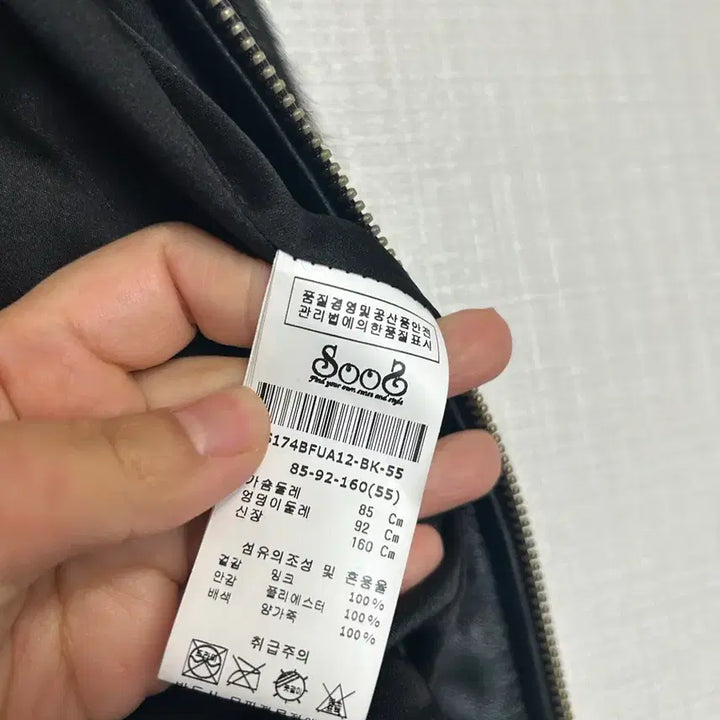 품질경영및공산품안전
관리법에의한품질표시
SooS
Find your own sense and style
S174BFUA12-BK-55
85-92-160(55)
가슴둘레 85 Cm
엉덩이둘레 92 Cm
신장 160 Cm
섬유의조성 및 혼용율
겉감 밍크 100%
안감 폴리에스터 100%
배색 양가죽 100%
취급주의
드라이